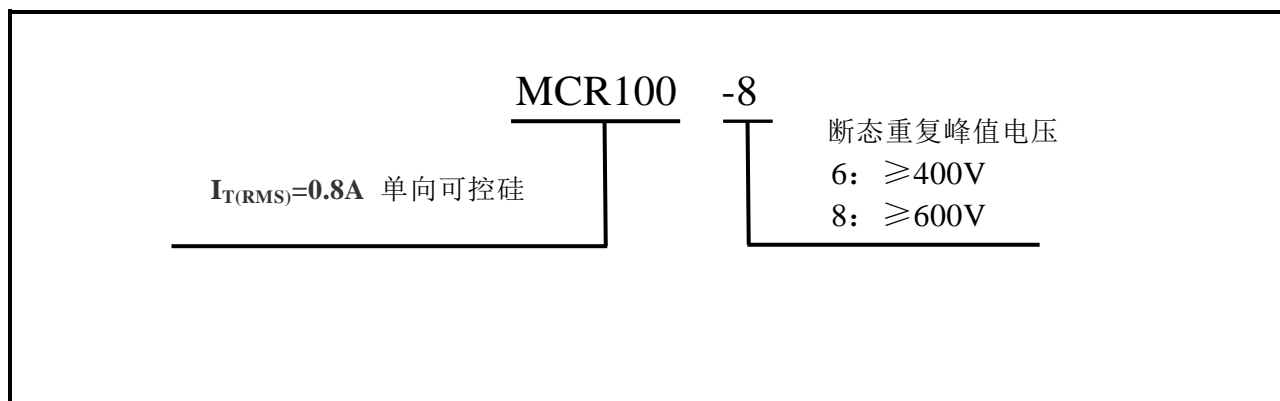 MCR100 -8
断态重复峰值电压
I_T(RMS)=0.8A 单向可控硅
6： ≥400V
8： ≥600V